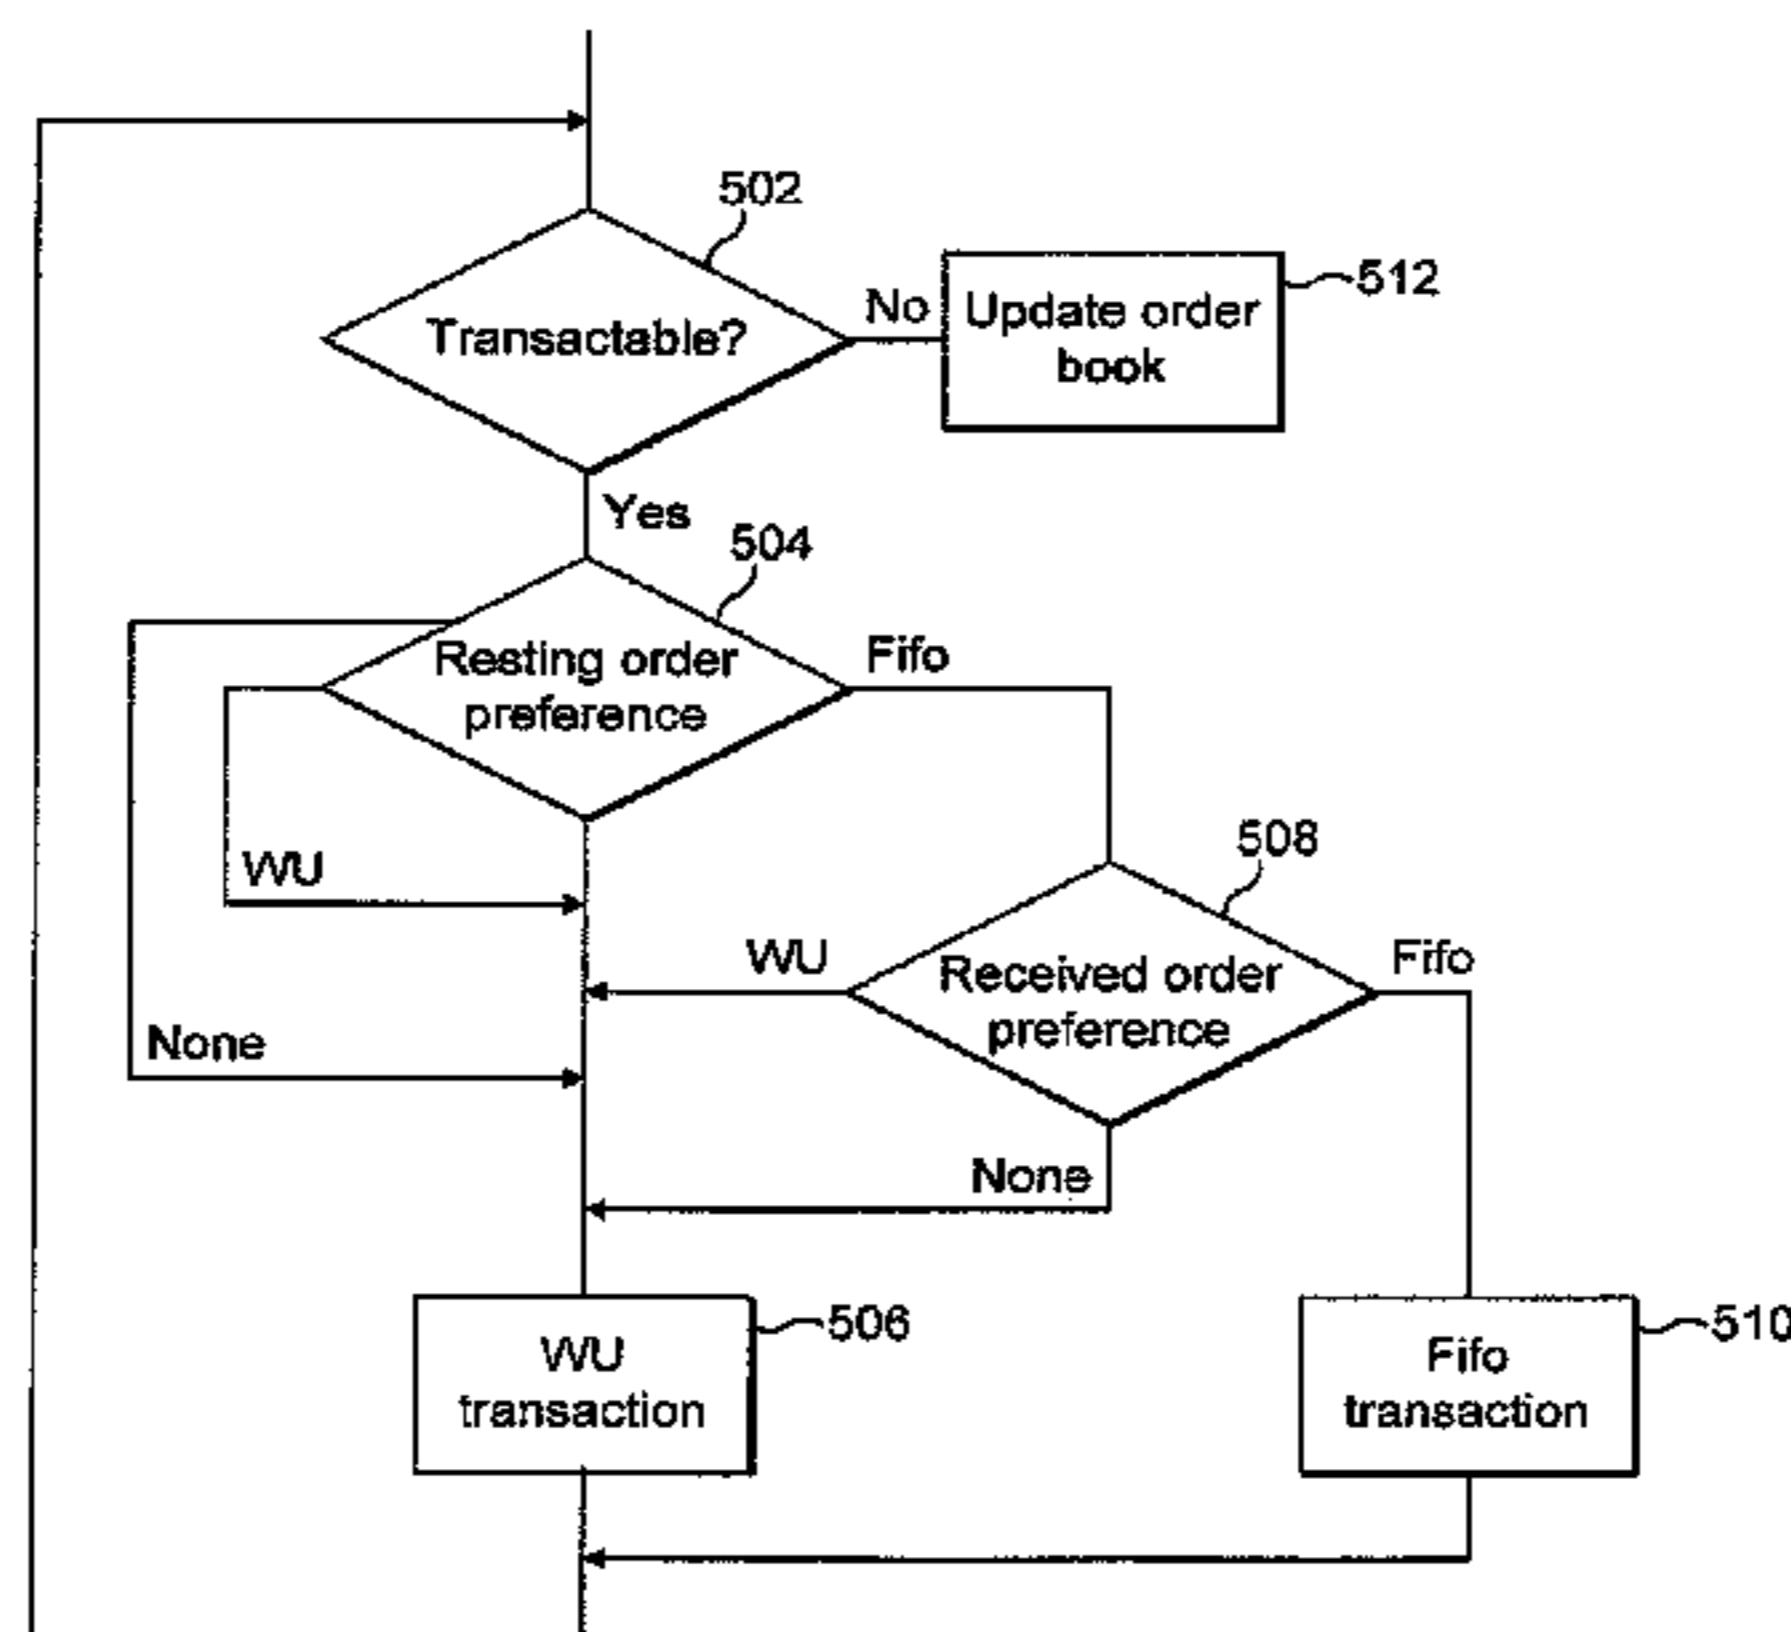 502
Transactable?
No
Update order
book
512
Yes
504
Resting order
preference
Fifo
WU
508
WU
Received order
preference
Fifo
None
None
WU
transaction
506
Fifo
transaction
510